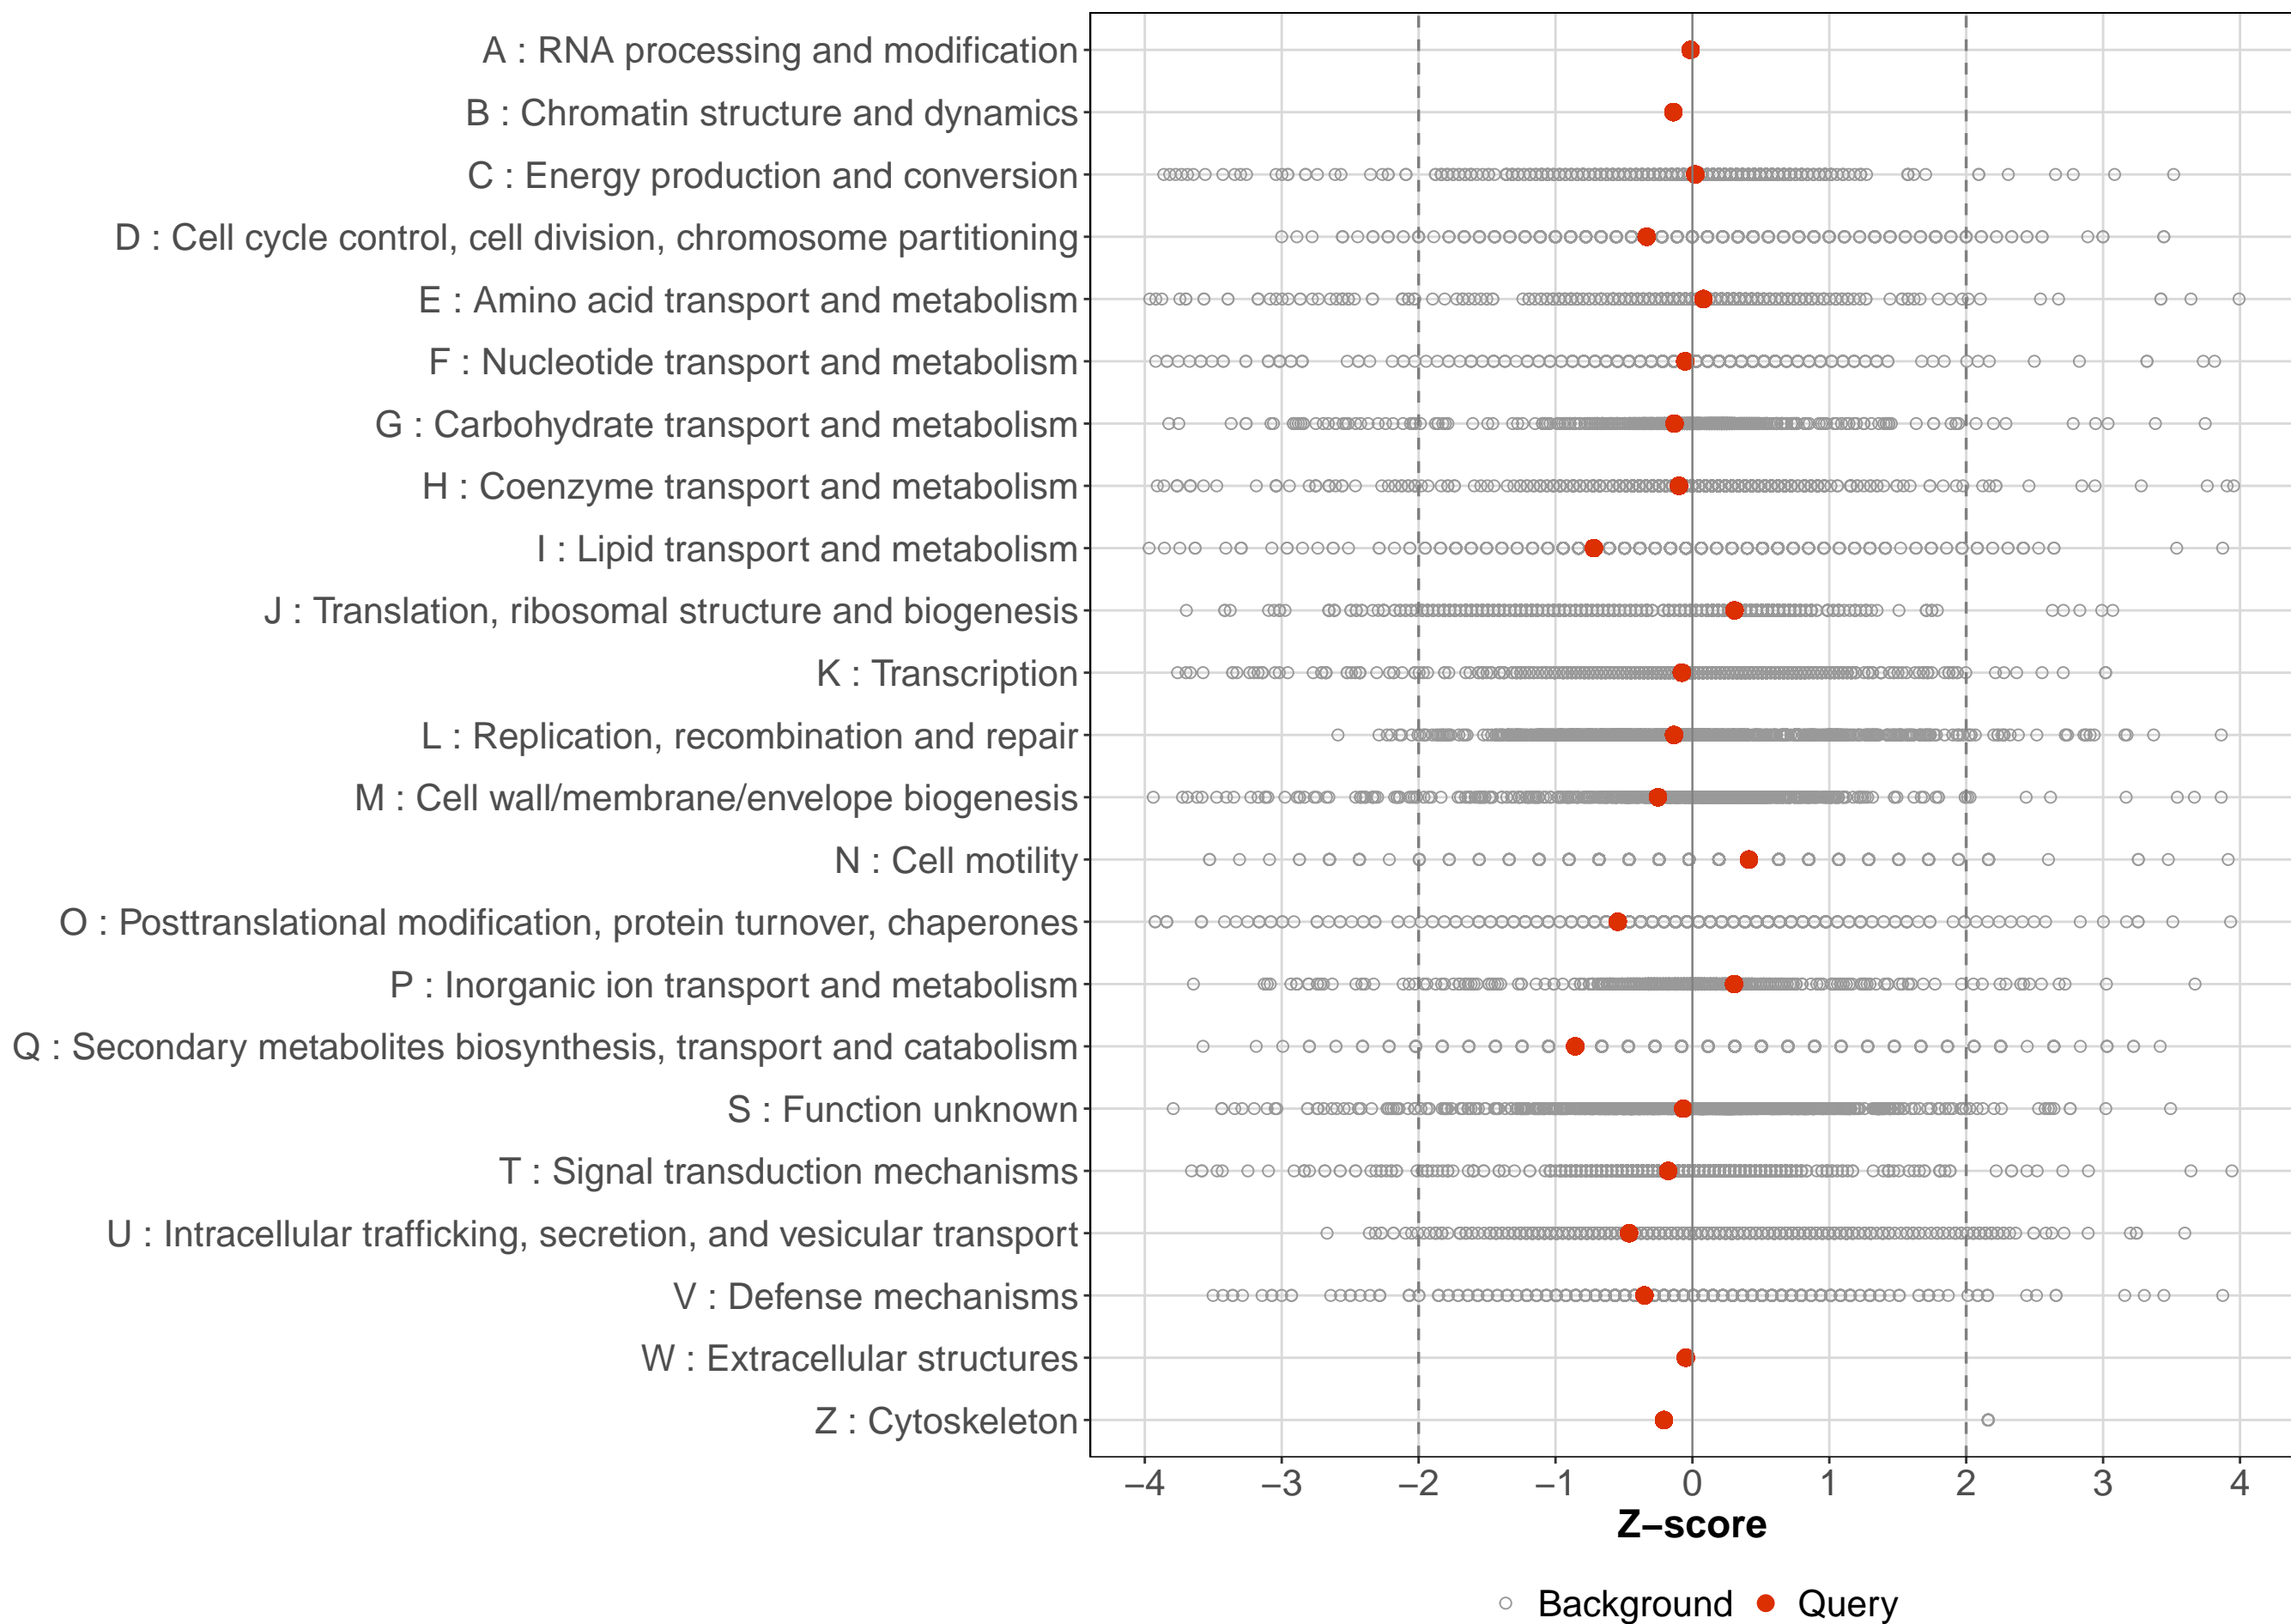 A : RNA processing and modification
B : Chromatin structure and dynamics
C : Energy production and conversion
D : Cell cycle control, cell division, chromosome partitioning
E : Amino acid transport and metabolism
F : Nucleotide transport and metabolism
G : Carbohydrate transport and metabolism
H : Coenzyme transport and metabolism
I : Lipid transport and metabolism
J : Translation, ribosomal structure and biogenesis
K : Transcription
L : Replication, recombination and repair
M : Cell wall/membrane/envelope biogenesis
N : Cell motility
O : Posttranslational modification, protein turnover, chaperones
P : Inorganic ion transport and metabolism
Q : Secondary metabolites biosynthesis, transport and catabolism
S : Function unknown
T : Signal transduction mechanisms
U : Intracellular trafficking, secretion, and vesicular transport
V : Defense mechanisms
W : Extracellular structures
Z : Cytoskeleton
−4 −3 −2 −1 0 1 2 3 4
Z−score
Background Query